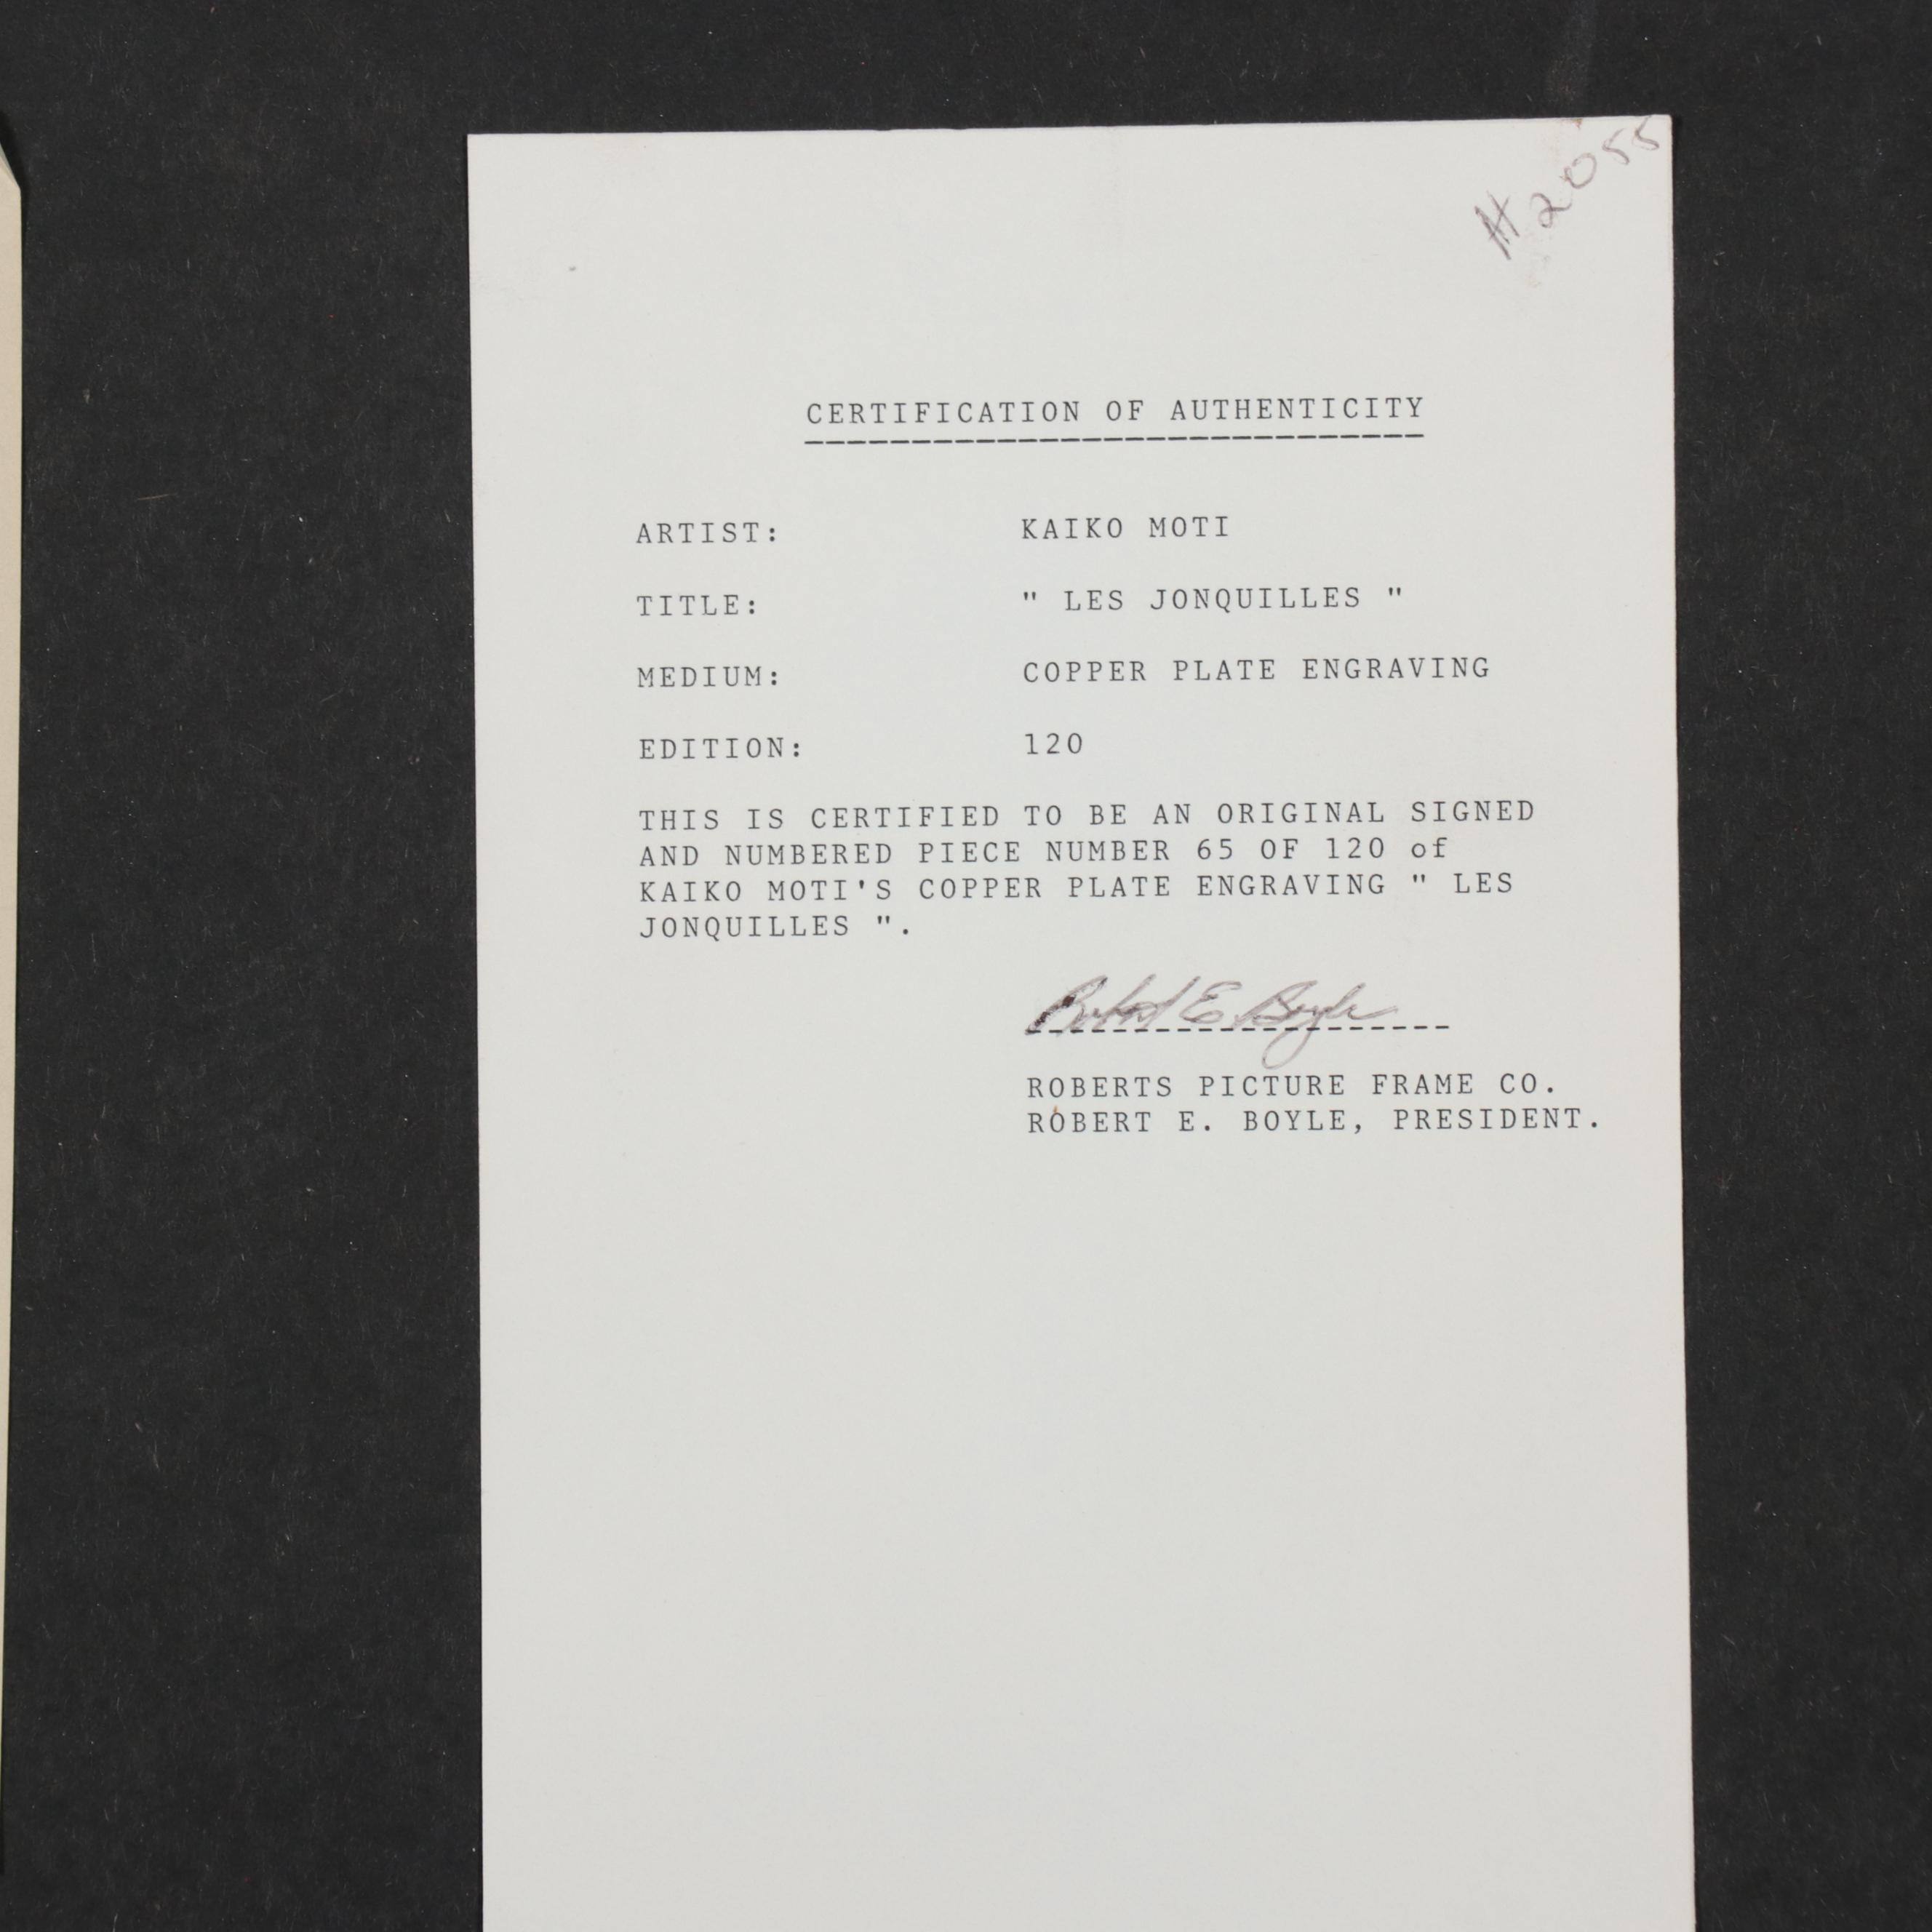 # 2055
CERTIFICATION OF AUTHENTICITY
ARTIST: KAIKO MOTI
TITLE: " LES JONQUILLES "
MEDIUM: COPPER PLATE ENGRAVING
EDITION: 120
THIS IS CERTIFIED TO BE AN ORIGINAL SIGNED
AND NUMBERED PIECE NUMBER 65 OF 120 of
KAIKO MOTI'S COPPER PLATE ENGRAVING " LES
JONQUILLES ".
Robert E Boyle
ROBERTS PICTURE FRAME CO.
ROBERT E. BOYLE, PRESIDENT.